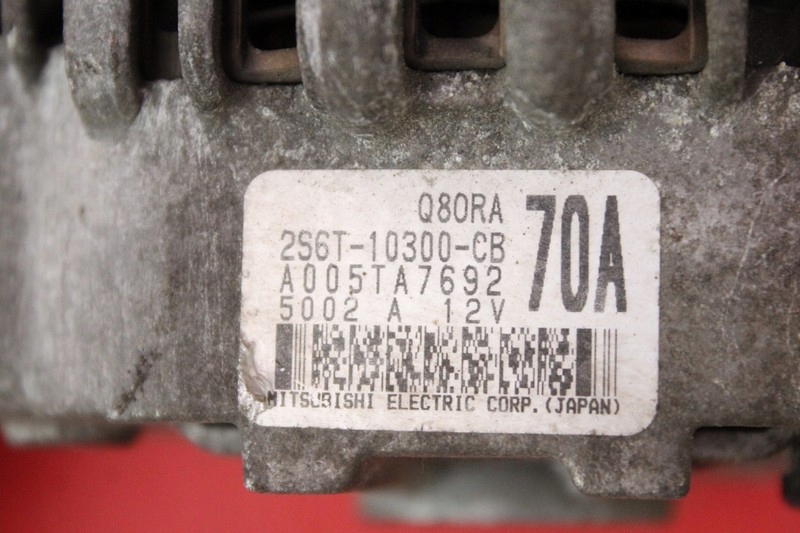 Q80RA
70A
2S6T-10300-CB
A005TA7692
5002 A 12V
MITSUBISHI ELECTRIC CORP.(JAPAN)